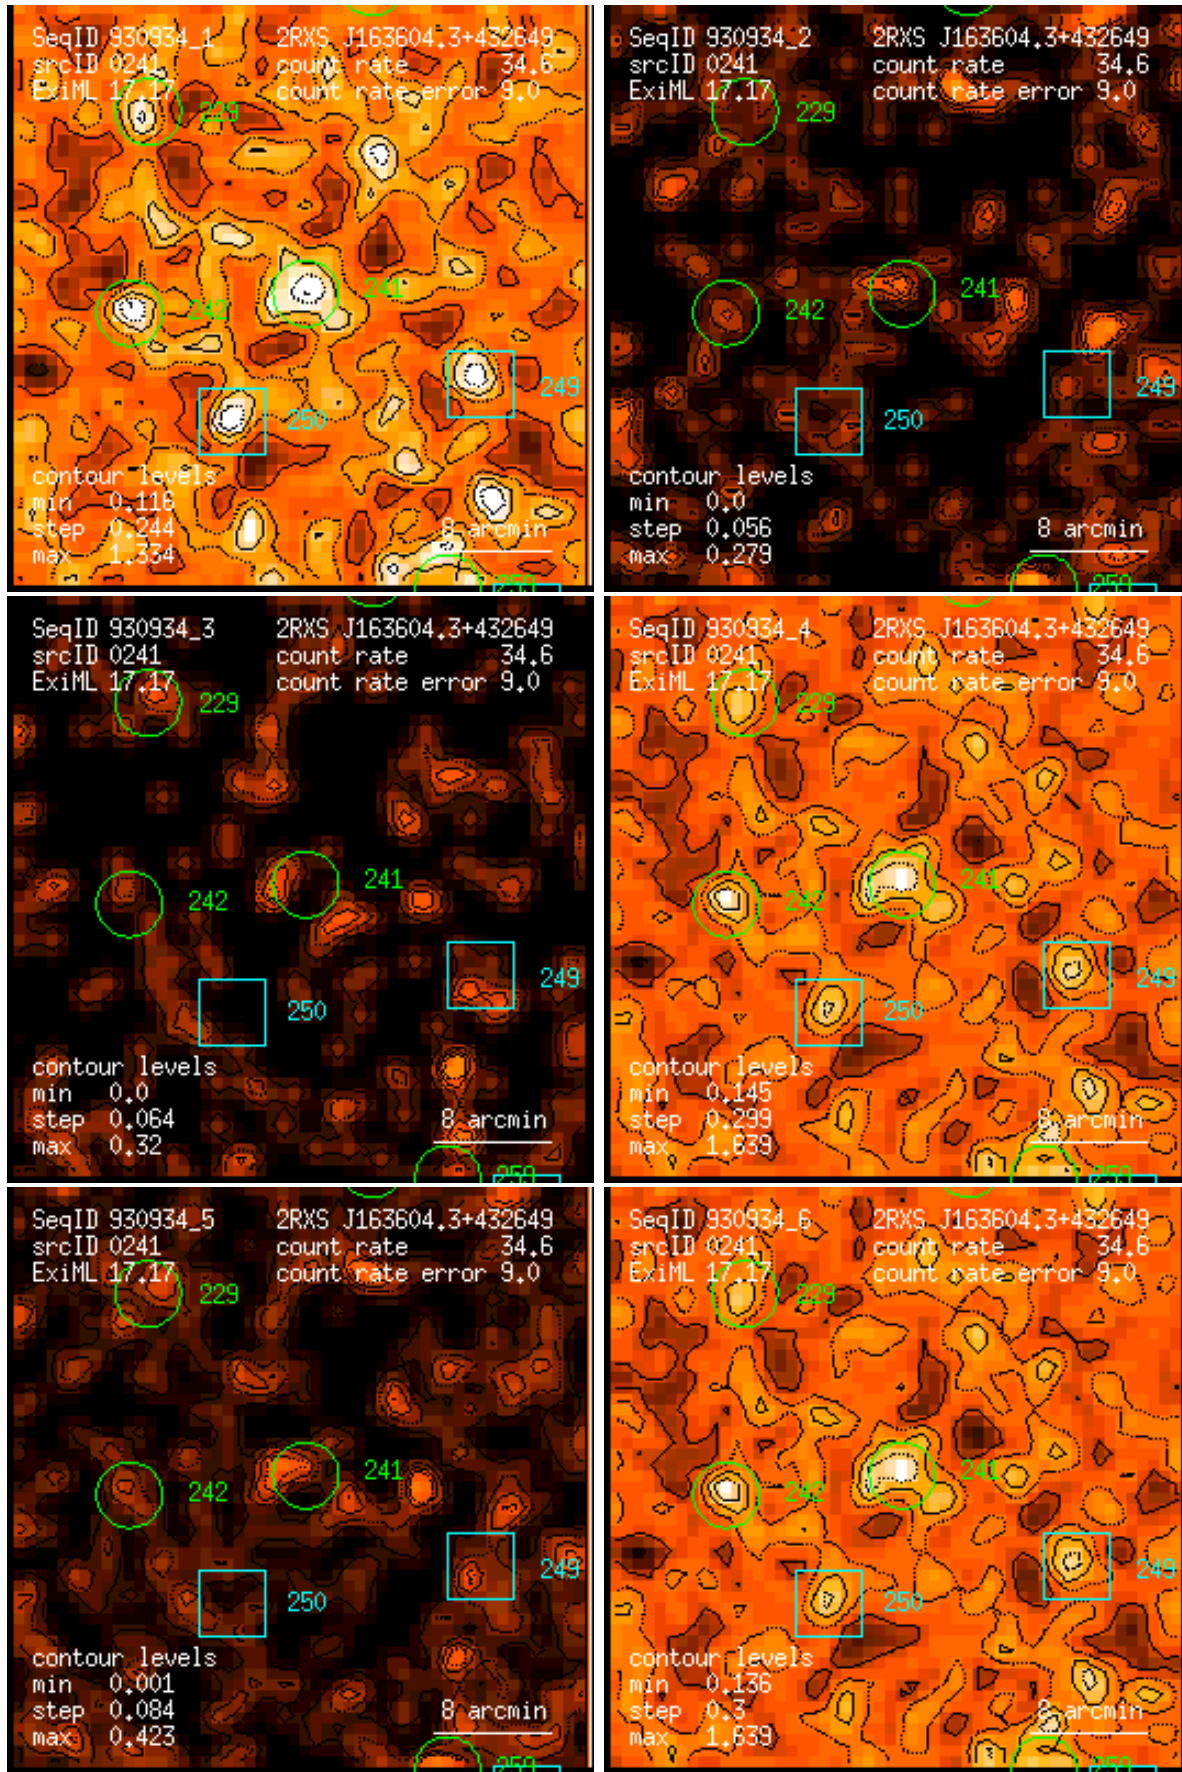 SeqID 930934_1 2RXS J163604.3+432649
srcID 0241 count rate 34.6
ExiML 17.17 count rate error 9.0
229
241
242
249
250
contour levels
min 0.116
step 0.244
max 1.334
8 arcmin
259
SeqID 930934_2 2RXS J163604.3+432649
srcID 0241 count rate 34.6
ExiML 17.17 count rate error 9.0
229
241
242
249
250
contour levels
min 0.0
step 0.056
max 0.279
8 arcmin
259
SeqID 930934_3 2RXS J163604.3+432649
srcID 0241 count rate 34.6
ExiML 17.17 count rate error 9.0
229
241
242
249
250
contour levels
min 0.0
step 0.064
max 0.32
8 arcmin
259
SeqID 930934_4 2RXS J163604.3+432649
srcID 0241 count rate 34.6
ExiML 17.17 count rate error 9.0
229
241
242
249
250
contour levels
min 0.145
step 0.299
max 1.639
8 arcmin
259
SeqID 930934_5 2RXS J163604.3+432649
srcID 0241 count rate 34.6
ExiML 17.17 count rate error 9.0
229
241
242
249
250
contour levels
min 0.001
step 0.084
max 0.423
8 arcmin
259
SeqID 930934_6 2RXS J163604.3+432649
srcID 0241 count rate 34.6
ExiML 17.17 count rate error 9.0
229
241
242
249
250
contour levels
min 0.136
step 0.3
max 1.639
8 arcmin
259